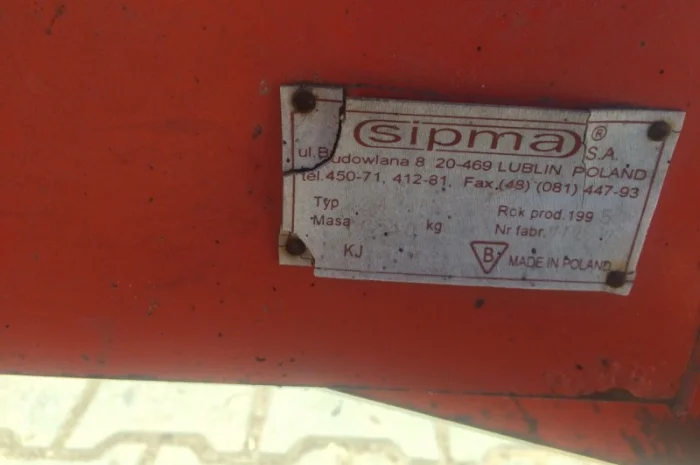 sipma ® S.A.
ul. Budowlana 8 20-469 LUBLIN POLAND
tel.450-71, 412-81, Fax.(48) (081) 447-93
Typ
Masa kg
Rok prod.199
Nr fabr.
KJ
B MADE IN POLAND